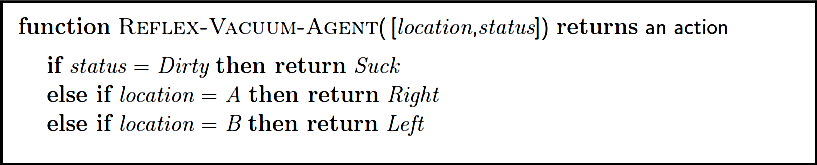 function REFLEX-VACUUM-AGENT( [location,status]) returns an action
if status = Dirty then return Suck
else if location = A then return Right
else if location = B then return Left